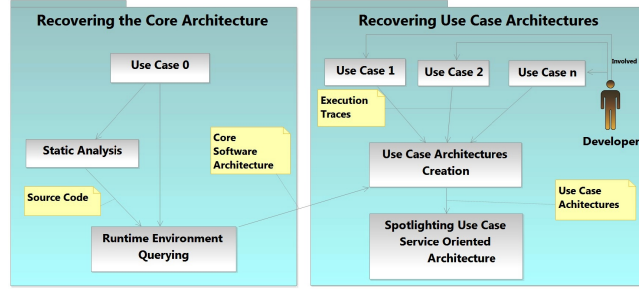 Recovering the Core Architecture
Use Case 0
Static Analysis
Source Code
Core
Software
Architecture
Runtime Environment
Querying
Recovering Use Case Architectures
Use Case 1
Use Case 2
Use Case n
Involved
Execution
Traces
Developer
Use Case Architectures
Creation
Use Case
Achitectures
Spotlighting Use Case
Service Oriented
Architecture